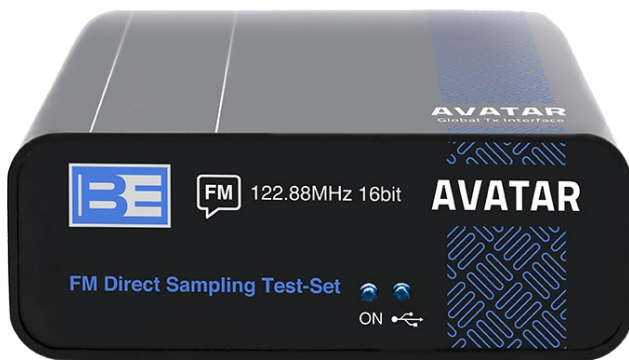 AVATAR
Global Tx Interface
BE
FM
122.88MHz 16bit
AVATAR
FM Direct Sampling Test-Set
ON